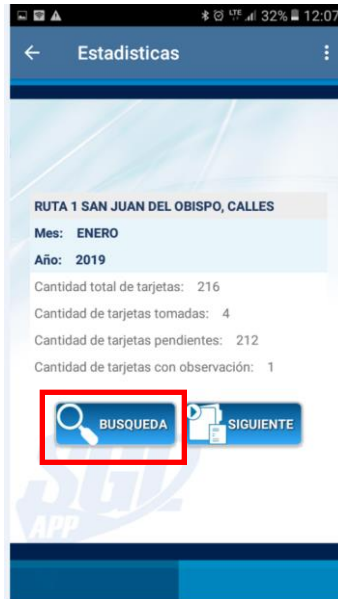 LTE 32% 12:07
Estadisticas
RUTA 1 SAN JUAN DEL OBISPO, CALLES
Mes: ENERO
Año: 2019
Cantidad total de tarjetas: 216
Cantidad de tarjetas tomadas: 4
Cantidad de tarjetas pendientes: 212
Cantidad de tarjetas con observación: 1
BUSQUEDA SIGUIENTE
SGL
APP